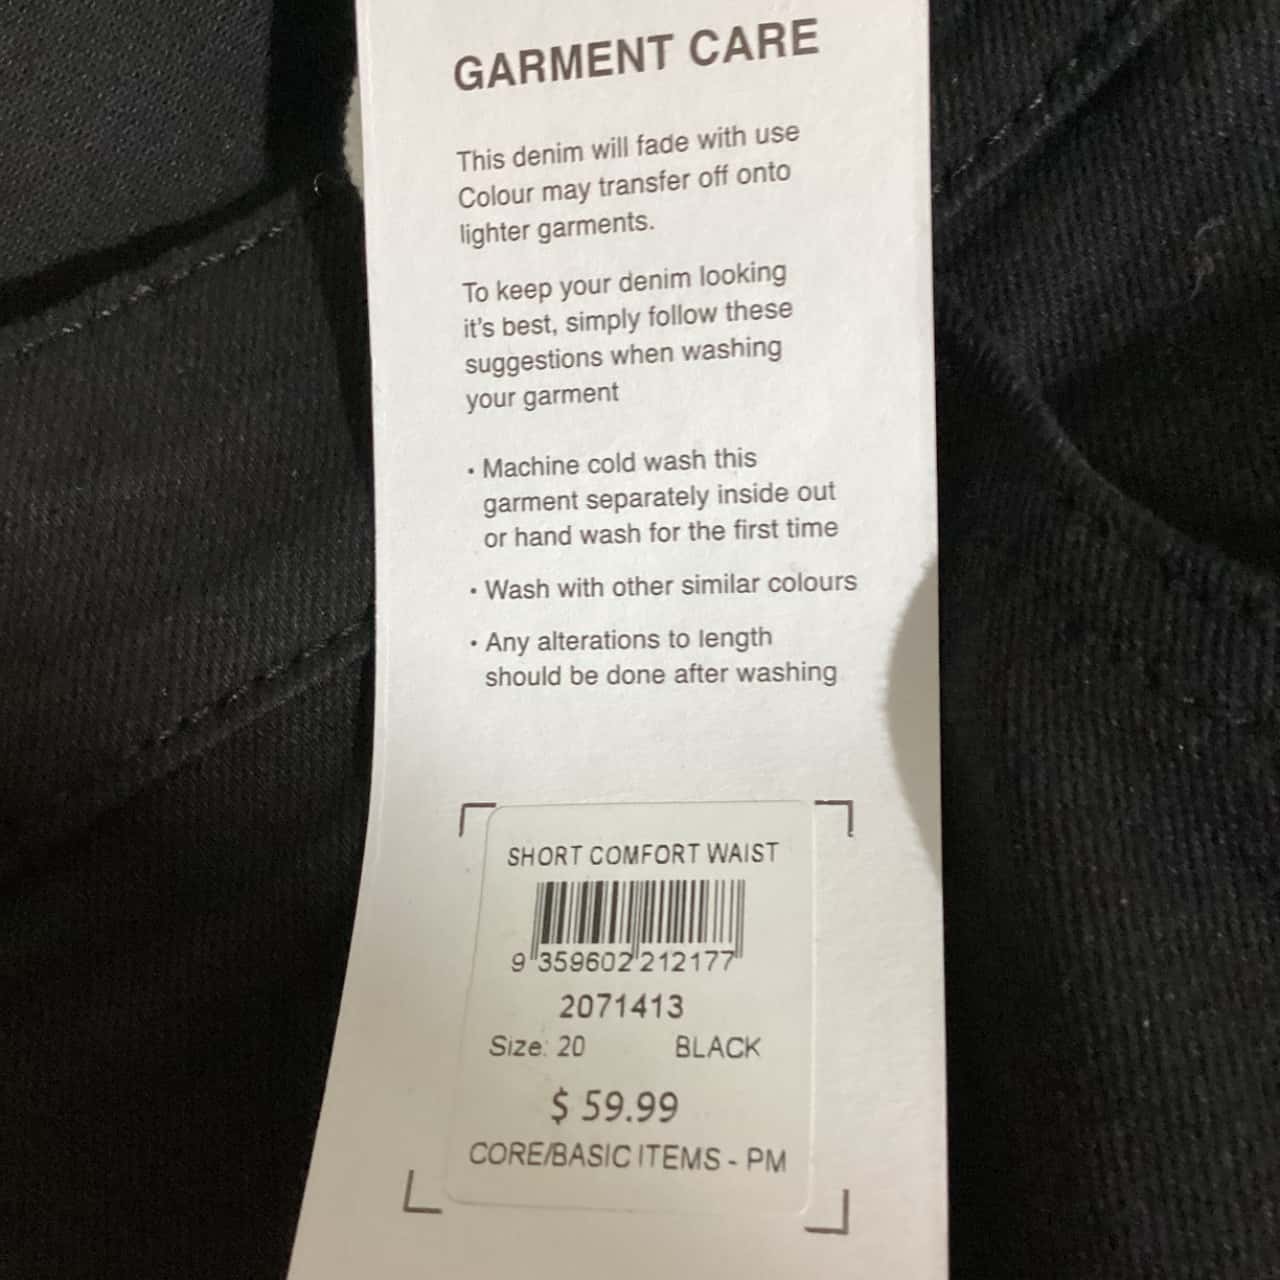 GARMENT CARE
This denim will fade with use
Colour may transfer off onto
lighter garments.
To keep your denim looking
it's best, simply follow these
suggestions when washing
your garment
• Machine cold wash this
garment separately inside out
or hand wash for the first time
• Wash with other similar colours
• Any alterations to length
should be done after washing
SHORT COMFORT WAIST
9 359602 212177
2071413
Size: 20 BLACK
$ 59.99
CORE/BASIC ITEMS - PM